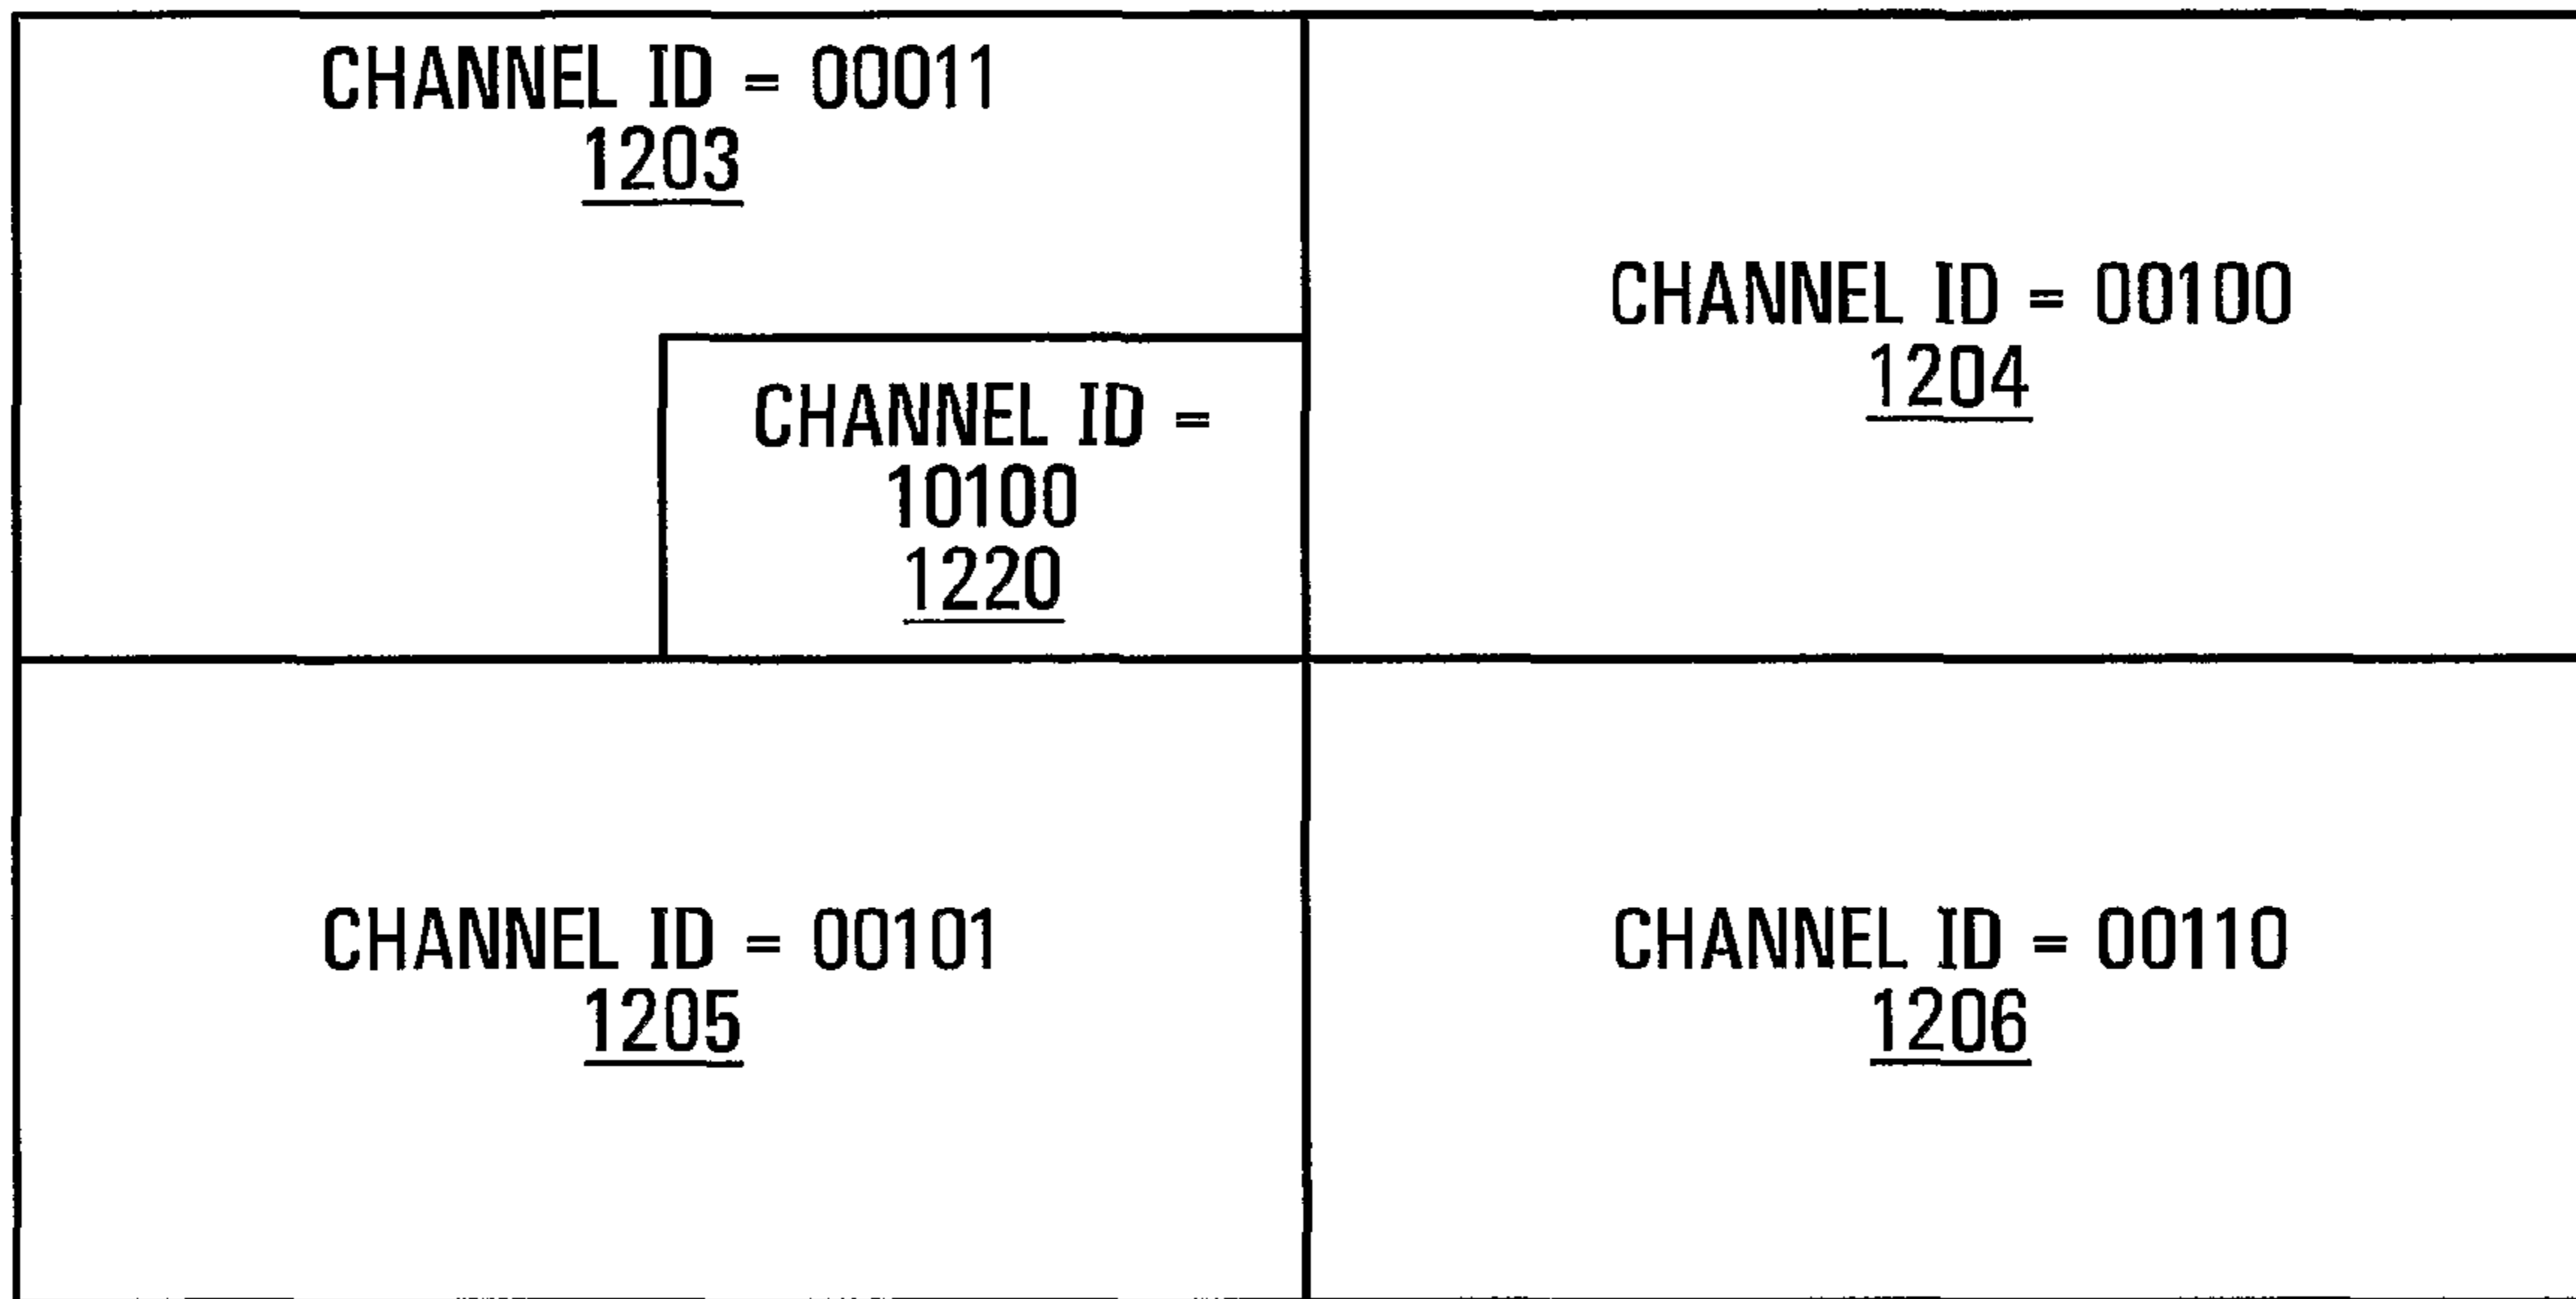 CHANNEL ID = 00011
1203
CHANNEL ID = 00100
1204
CHANNEL ID =
10100
1220
CHANNEL ID = 00101
1205
CHANNEL ID = 00110
1206